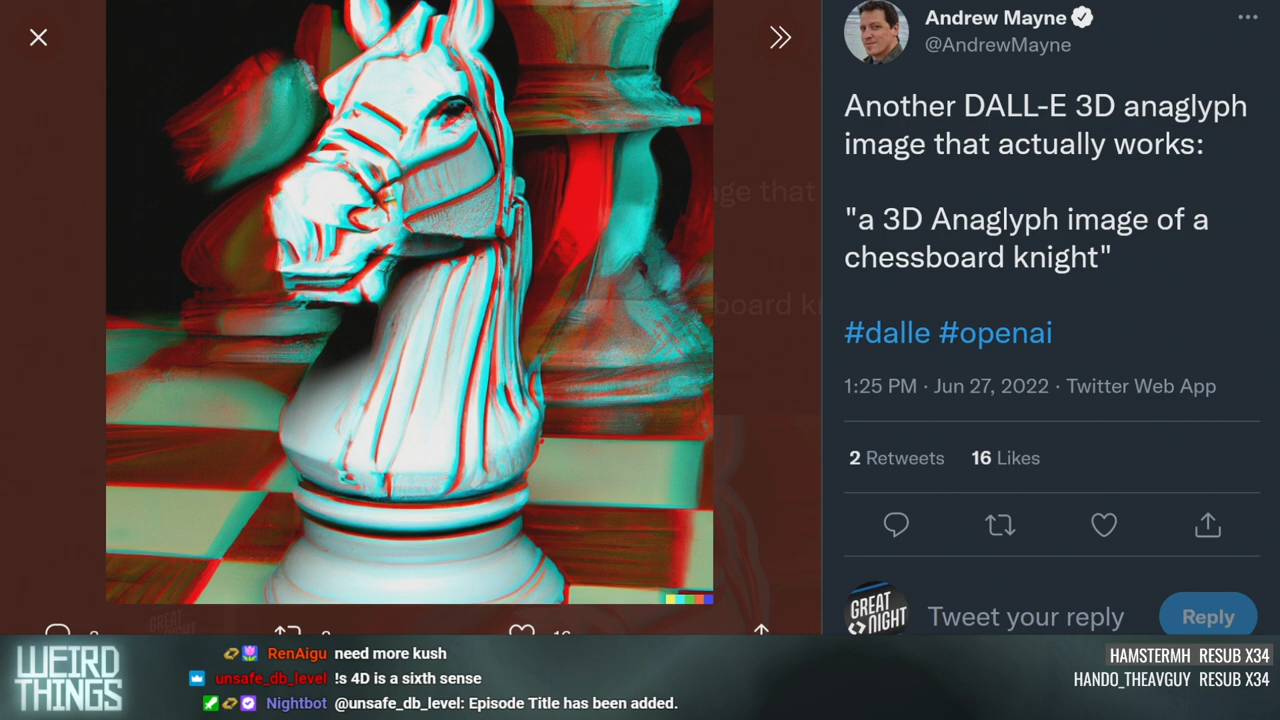 Andrew Mayne
@AndrewMayne
Another DALL-E 3D anaglyph
image that actually works:
"a 3D Anaglyph image of a
chessboard knight"
#dalle #openai
1:25 PM · Jun 27, 2022 · Twitter Web App
2 Retweets 16 Likes
GREAT
NIGHT
Tweet your reply
Reply
WEIRD
THINGS
RenAigu need more kush
unsafe_db_level !s 4D is a sixth sense
Nightbot @unsafe_db_level: Episode Title has been added.
HAMSTERMH RESUB X34
HANDO_THEAVGUY RESUB X34